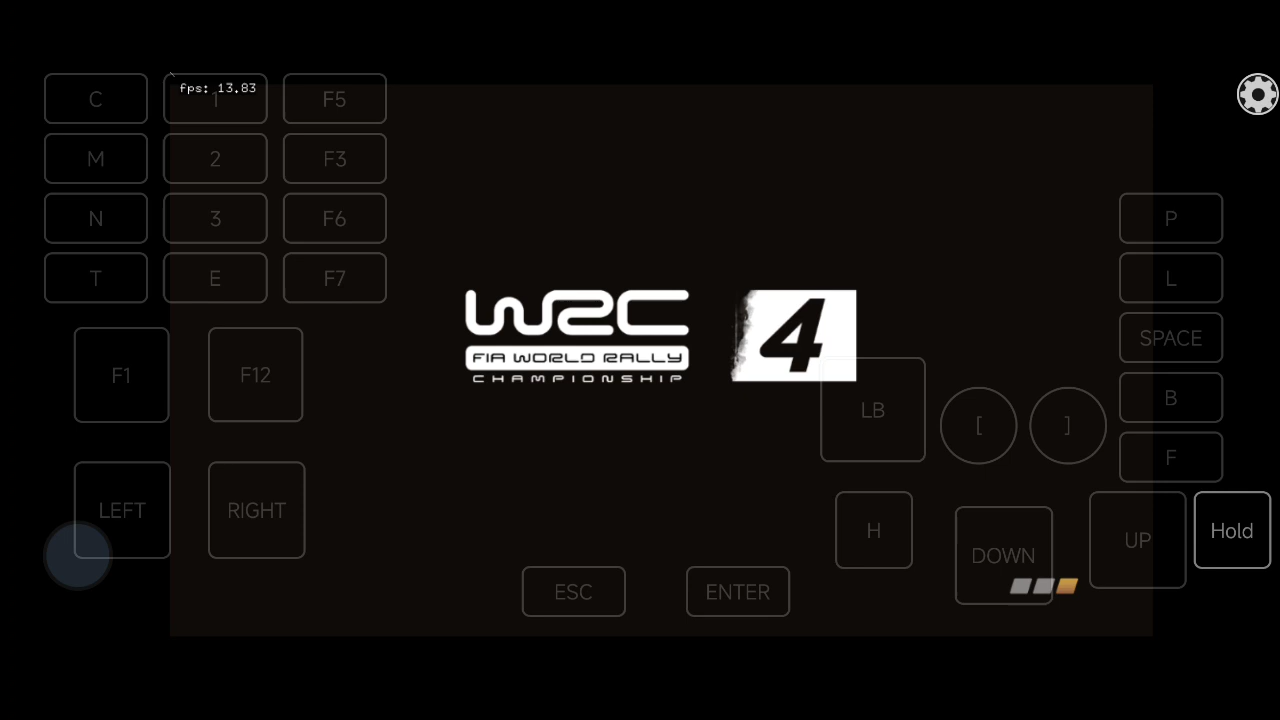 fps: 13.83
C 1 F5
M 2 F3
N 3 F6 P
T E F7 L
SPACE
WRC 4
FIA WORLD RALLY
CHAMPIONSHIP
F1 F12
B
LB [ ]
F
LEFT RIGHT
H DOWN UP Hold
ESC ENTER